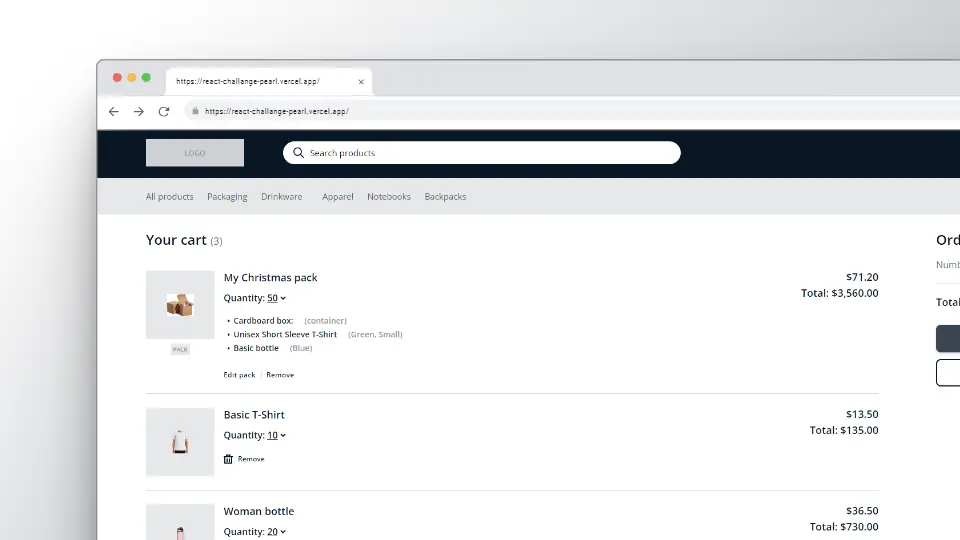 https://react-challange-pearl.vercel.app/
https://react-challange-pearl.vercel.app/
LOGO
Search products
All products Packaging Drinkware Apparel Notebooks Backpacks
Your cart (3)
Ord
Numb
Total
My Christmas pack $71.20
Quantity: 50 Total: $3,560.00
• Cardboard box: (container)
• Unisex Short Sleeve T-Shirt (Green, Small)
• Basic bottle (Blue)
PACK
Edit pack | Remove
Basic T-Shirt $13.50
Quantity: 10 Total: $135.00
Remove
Woman bottle $36.50
Quantity: 20 Total: $730.00